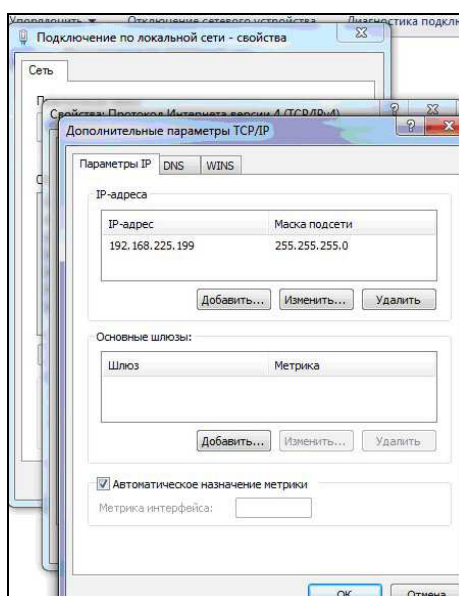 Упорядочить Отключение сетевого устройства Диагностика подкл
Подключение по локальной сети - свойства
Сеть
Свойства: Протокол Интернета версии 4 (TCP/IPv4)
Дополнительные параметры TCP/IP
Параметры IP DNS WINS
IP-адреса
IP-адрес Маска подсети
192.168.225.199 255.255.255.0
Добавить... Изменить... Удалить
Основные шлюзы:
Шлюз Метрика
Добавить... Изменить... Удалить
Автоматическое назначение метрики
Метрика интерфейса:
OK Отмена